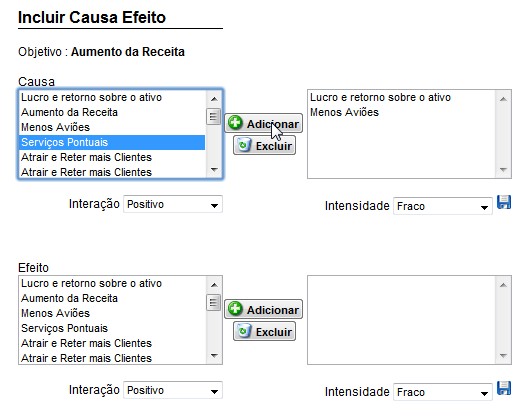 Incluir Causa Efeito
Objetivo : Aumento da Receita
Causa
Lucro e retorno sobre o ativo
Aumento da Receita
Menos Aviões
Serviços Pontuais
Atrair e Reter mais Clientes
Atrair e Reter mais Clientes
Adicionar
Excluir
Lucro e retorno sobre o ativo
Menos Aviões
Interação Positivo
Intensidade Fraco
Efeito
Lucro e retorno sobre o ativo
Aumento da Receita
Menos Aviões
Serviços Pontuais
Atrair e Reter mais Clientes
Atrair e Reter mais Clientes
Adicionar
Excluir
Interação Positivo
Intensidade Fraco